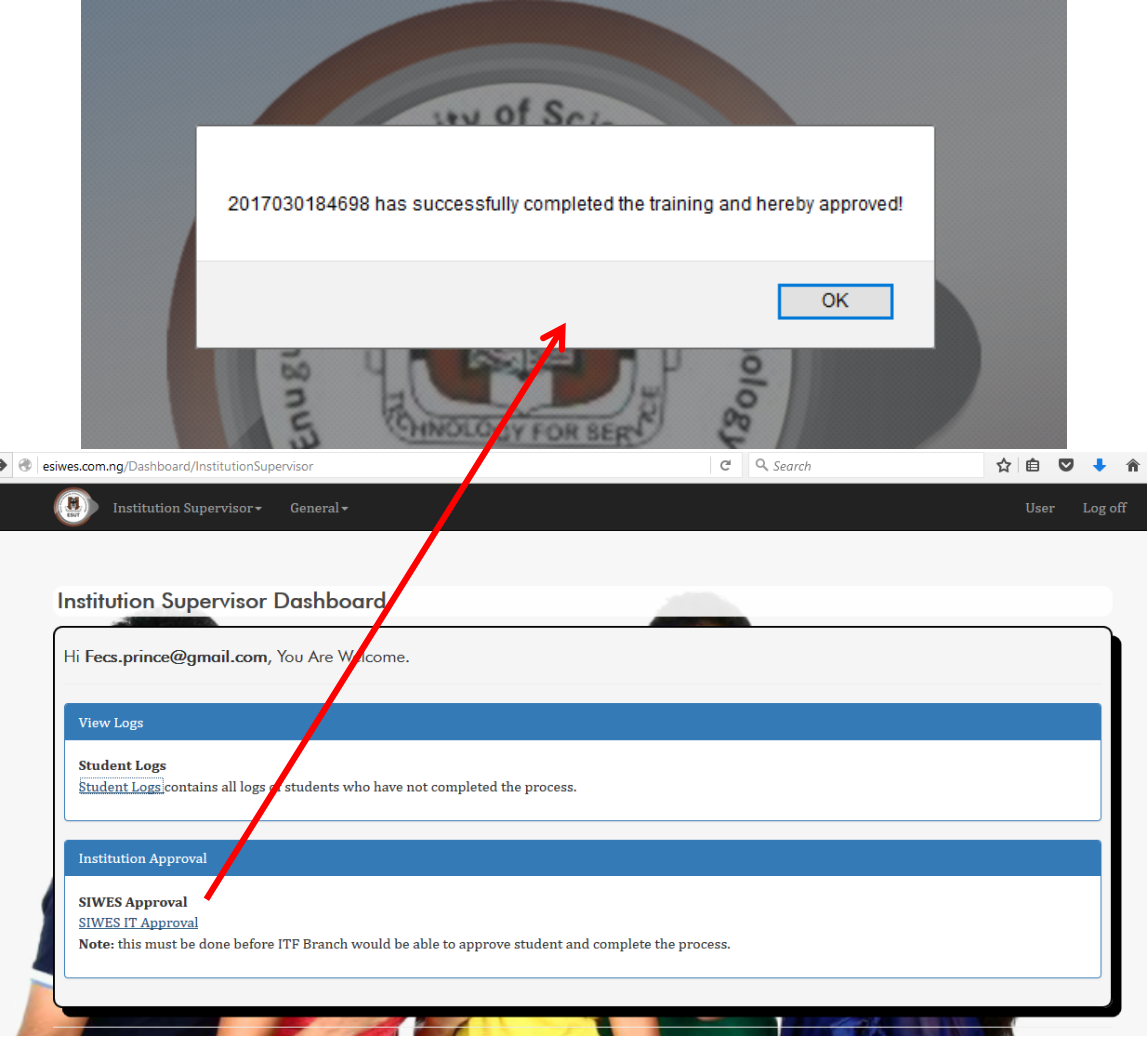 ity of Sci
2017030184698 has successfully completed the training and hereby approved!
OK
Enug
ology
TECHNOLOGY FOR SERV
esiwes.com.ng/Dashboard/InstitutionSupervisor
Search
ESUT
Institution Supervisor
General
User
Log off
Institution Supervisor Dashboard
Hi Fecs.prince@gmail.com, You Are Welcome.
View Logs
Student Logs
Student Logs contains all logs of students who have not completed the process.
Institution Approval
SIWES Approval
SIWES IT Approval
Note: this must be done before ITF Branch would be able to approve student and complete the process.